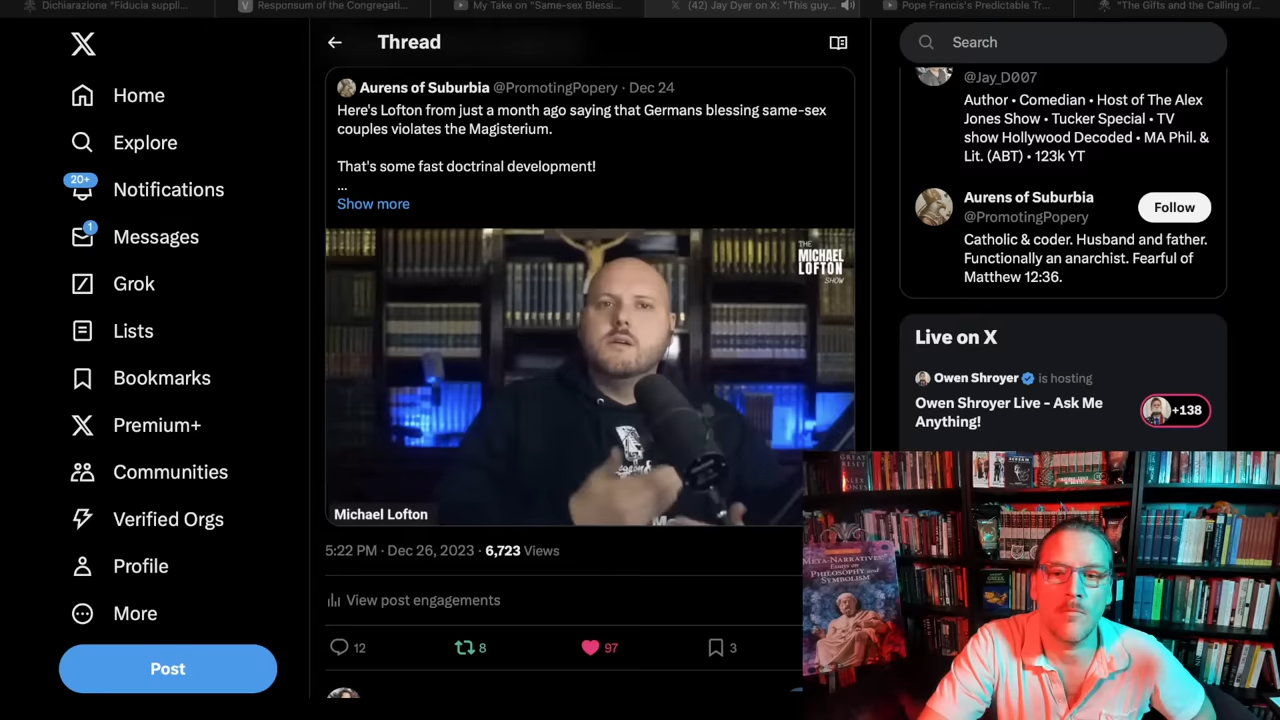 Dichiarazione "Fiducia suppli...
Responsum of the Congregati...
My Take on "Same-sex Blessi...
(42) Jay Dyer on X: "This guy...
Pope Francis's Predictable Tr...
"The Gifts and the Calling of...
Home
Explore
20+
Notifications
1
Messages
Grok
Lists
Bookmarks
Premium+
Communities
Verified Orgs
Profile
More
Post
Thread
Aurens of Suburbia @PromotingPopery · Dec 24
Here's Lofton from just a month ago saying that Germans blessing same-sex
couples violates the Magisterium.
That's some fast doctrinal development!
...
Show more
THE
MICHAEL
LOFTON
SHOW
Michael Lofton
5:22 PM · Dec 26, 2023 · 6,723 Views
View post engagements
12
8
97
3
Search
@Jay_D007
Author • Comedian • Host of The Alex
Jones Show • Tucker Special • TV
show Hollywood Decoded • MA Phil. &
Lit. (ABT) • 123k YT
Aurens of Suburbia
@PromotingPopery
Follow
Catholic & coder. Husband and father.
Functionally an anarchist. Fearful of
Matthew 12:36.
Live on X
Owen Shroyer is hosting
Owen Shroyer Live - Ask Me
Anything!
+138
GREAT
RESET
ALEX
JONES
META-NARRATIVES:
Essays on
PHILOSOPHY and
SYMBOLISM
GREEK